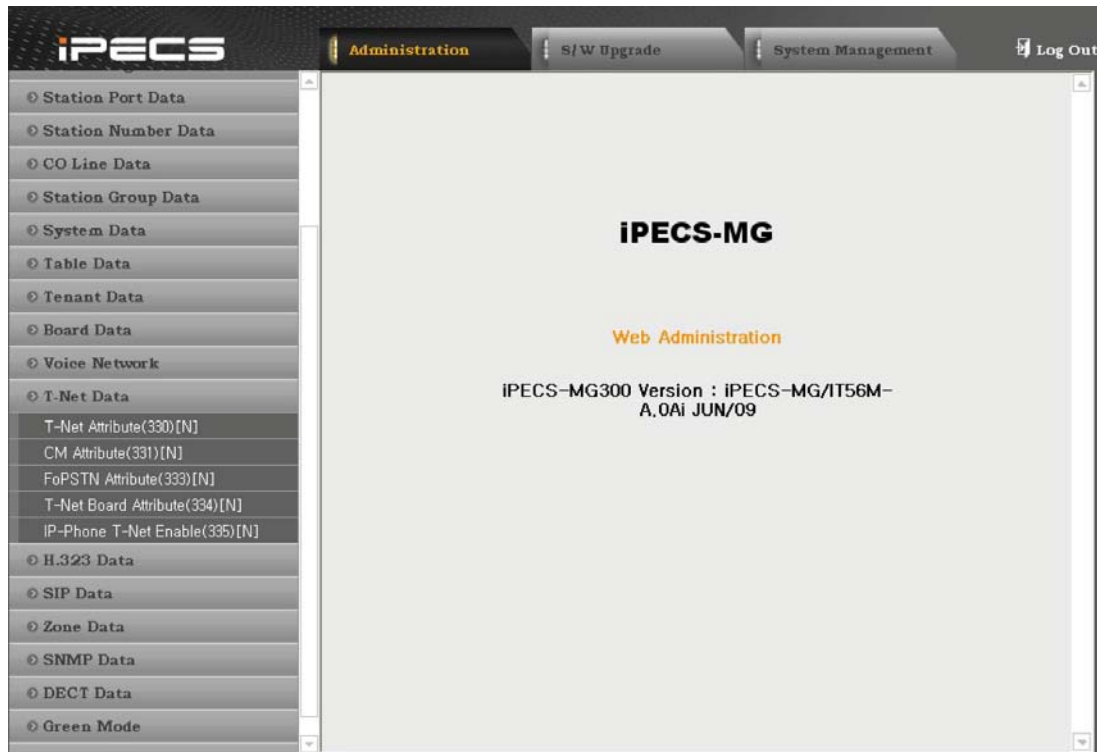 iPECS
Administration
S/W Upgrade
System Management
Log Out
Station Port Data
Station Number Data
CO Line Data
Station Group Data
System Data
Table Data
Tenant Data
Board Data
Voice Network
T-Net Data
T-Net Attribute(330)[N]
CM Attribute(331)[N]
FoPSTN Attribute(333)[N]
T-Net Board Attribute(334)[N]
IP-Phone T-Net Enable(335)[N]
H.323 Data
SIP Data
Zone Data
SNMP Data
DECT Data
Green Mode
iPECS-MG
Web Administration
iPECS-MG300 Version : iPECS-MG/IT56M-
A.0Ai JUN/09